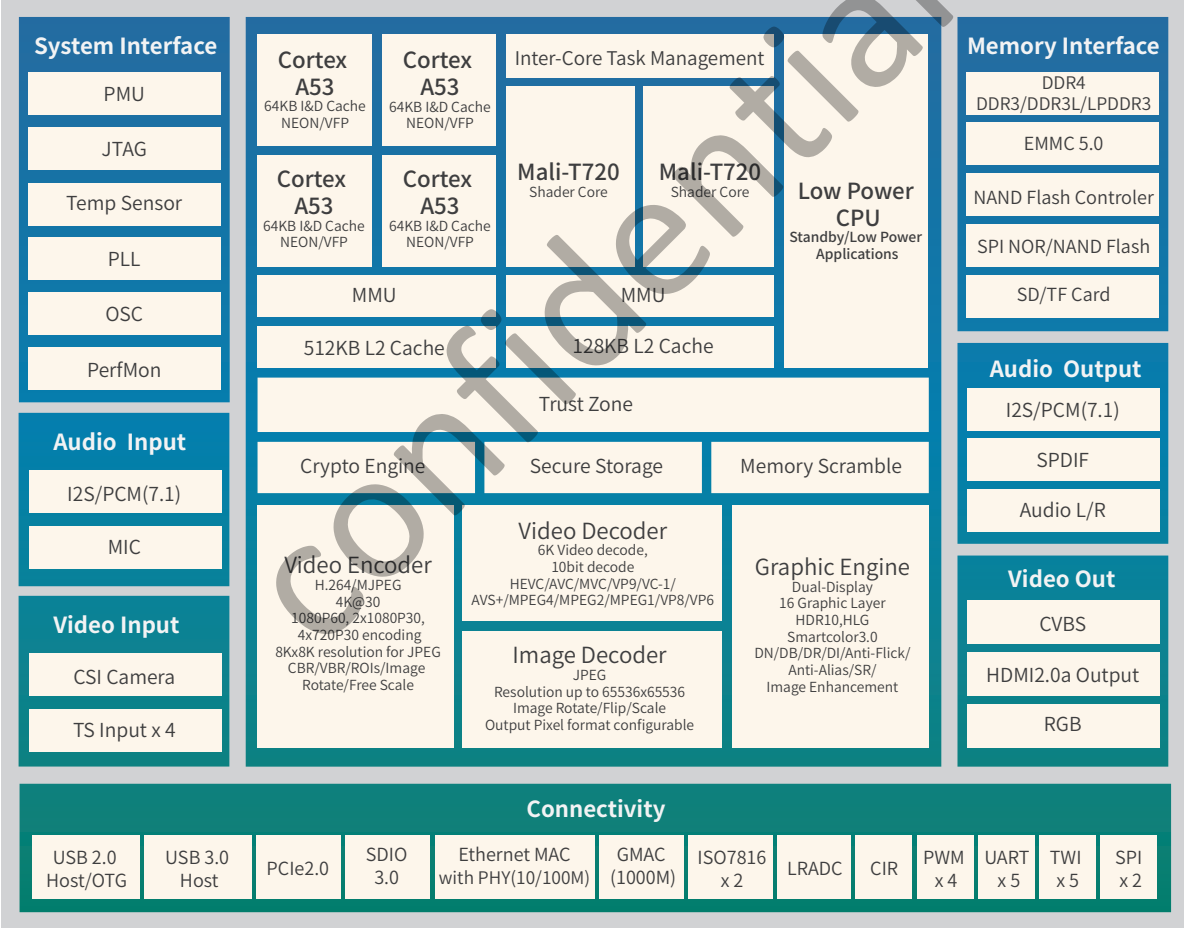 System Interface
PMU
JTAG
Temp Sensor
PLL
OSC
PerfMon
Audio Input
I2S/PCM(7.1)
MIC
Video Input
CSI Camera
TS Input x 4
Cortex
A53
64KB I&D Cache
NEON/VFP
Cortex
A53
64KB I&D Cache
NEON/VFP
Cortex
A53
64KB I&D Cache
NEON/VFP
Cortex
A53
64KB I&D Cache
NEON/VFP
MMU
512KB L2 Cache
Inter-Core Task Management
Mali-T720
Shader Core
Mali-T720
Shader Core
MMU
128KB L2 Cache
Low Power
CPU
Standby/Low Power
Applications
Trust Zone
Crypto Engine
Secure Storage
Memory Scramble
Video Encoder
H.264/MJPEG
4K@30
1080P60, 2x1080P30,
4x720P30 encoding
8Kx8K resolution for JPEG
CBR/VBR/ROIs/Image
Rotate/Free Scale
Video Decoder
6K Video decode,
10bit decode
HEVC/AVC/MVC/VP9/VC-1/
AVS+/MPEG4/MPEG2/MPEG1/VP8/VP6
Image Decoder
JPEG
Resolution up to 65536x65536
Image Rotate/Flip/Scale
Output Pixel format configurable
Graphic Engine
Dual-Display
16 Graphic Layer
HDR10,HLG
Smartcolor3.0
DN/DB/DR/DI/Anti-Flick/
Anti-Alias/SR/
Image Enhancement
Memory Interface
DDR4
DDR3/DDR3L/LPDDR3
EMMC 5.0
NAND Flash Controler
SPI NOR/NAND Flash
SD/TF Card
Audio Output
I2S/PCM(7.1)
SPDIF
Audio L/R
Video Out
CVBS
HDMI2.0a Output
RGB
Connectivity
USB 2.0
Host/OTG
USB 3.0
Host
PCIe2.0
SDIO
3.0
Ethernet MAC
with PHY(10/100M)
GMAC
(1000M)
ISO7816
x 2
LRADC
CIR
PWM
x 4
UART
x 5
TWI
x 5
SPI
x 2
confidential